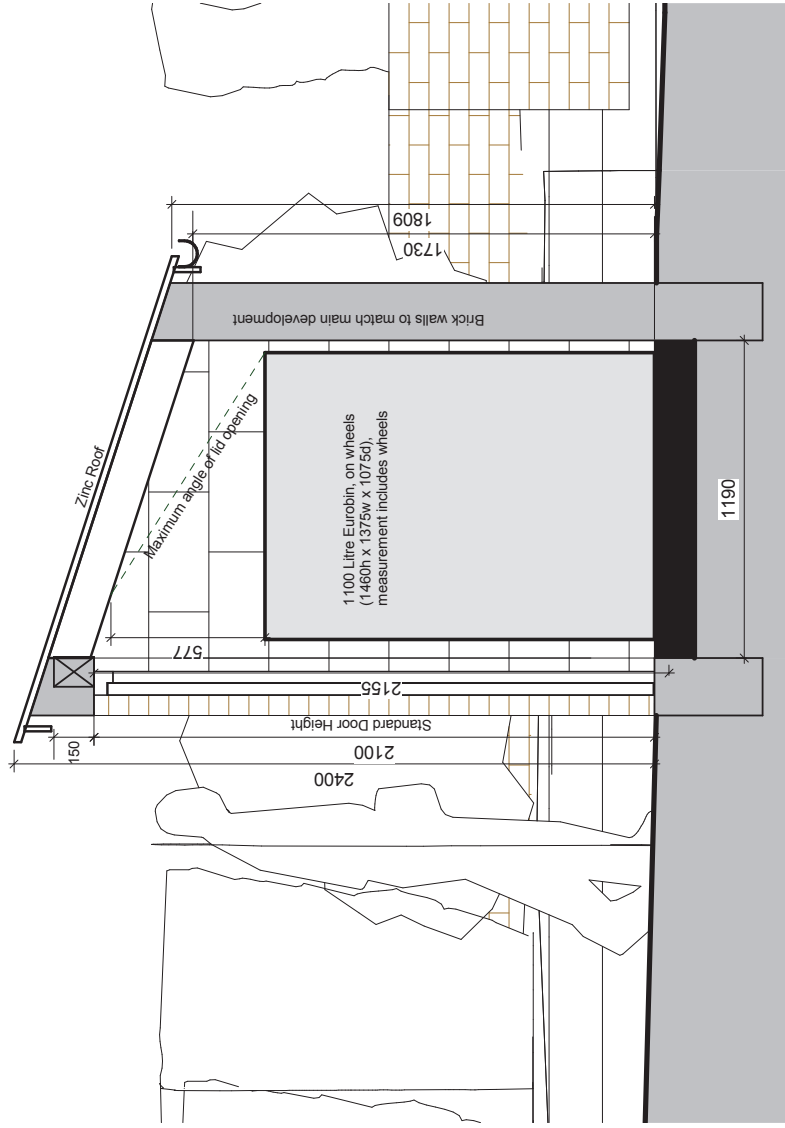 Zinc Roof
Maximum angle of lid opening
Brick walls to match main development
1809
1730
1100 Litre Eurobin, on wheels
(1460h x 1375w x 1075d),
measurement includes wheels
577
2155
Standard Door Height
150
2100
2400
1190